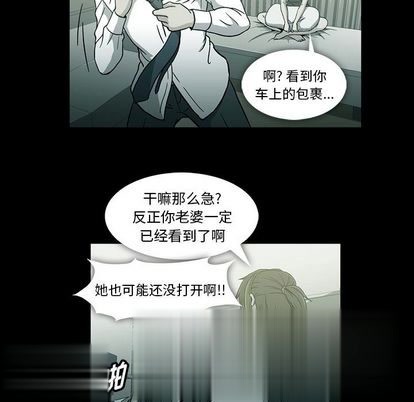 啊? 看到你
车上的包裹...
干嘛那么急?
反正你老婆一定
已经看到了啊
她也可能还没打开啊!!
拍